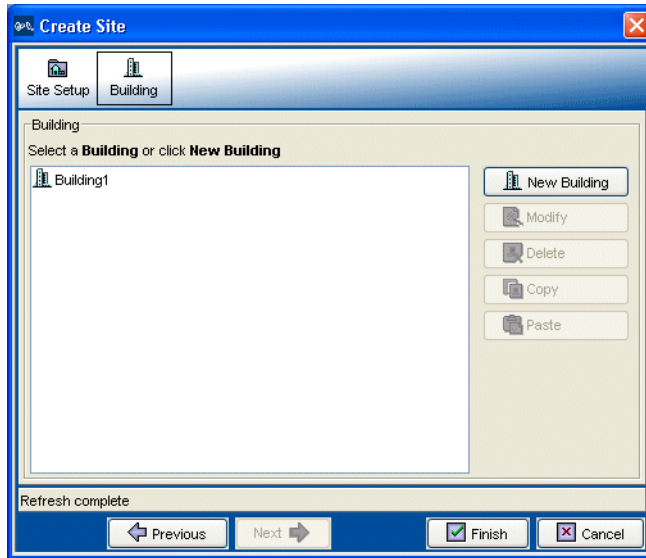 Create Site
Site Setup
Building
Building
Select a Building or click New Building
Building1
New Building
Modify
Delete
Copy
Paste
Refresh complete
Previous
Next
Finish
Cancel